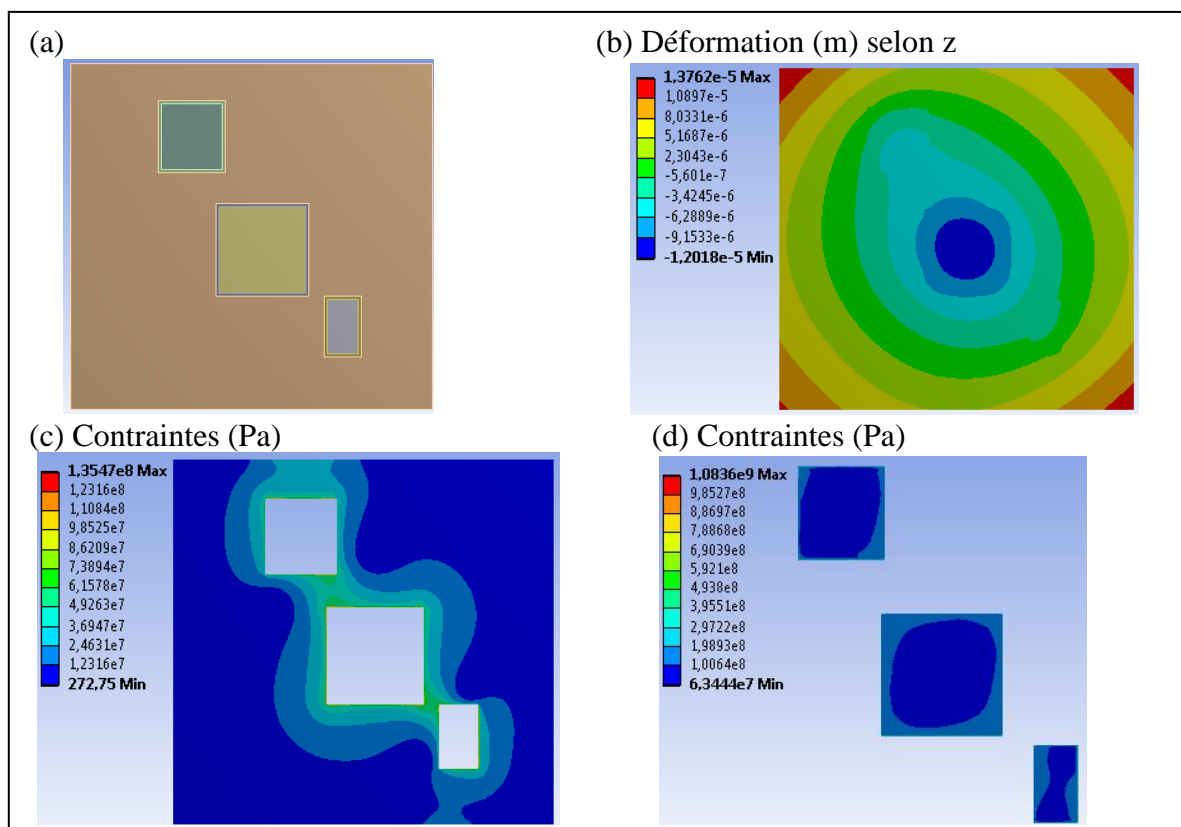 (a)
(b) Déformation (m) selon z
1,3762e-5 Max
1,0897e-5
8,0331e-6
5,1687e-6
2,3043e-6
-5,601e-7
-3,4245e-6
-6,2889e-6
-9,1533e-6
-1,2018e-5 Min
(c) Contraintes (Pa)
1,3547e8 Max
1,2316e8
1,1084e8
9,8525e7
8,6209e7
7,3894e7
6,1578e7
4,9263e7
3,6947e7
2,4631e7
1,2316e7
272,75 Min
(d) Contraintes (Pa)
1,0836e9 Max
9,8527e8
8,8697e8
7,8868e8
6,9039e8
5,921e8
4,938e8
3,9551e8
2,9722e8
1,9893e8
1,0064e8
6,3444e7 Min